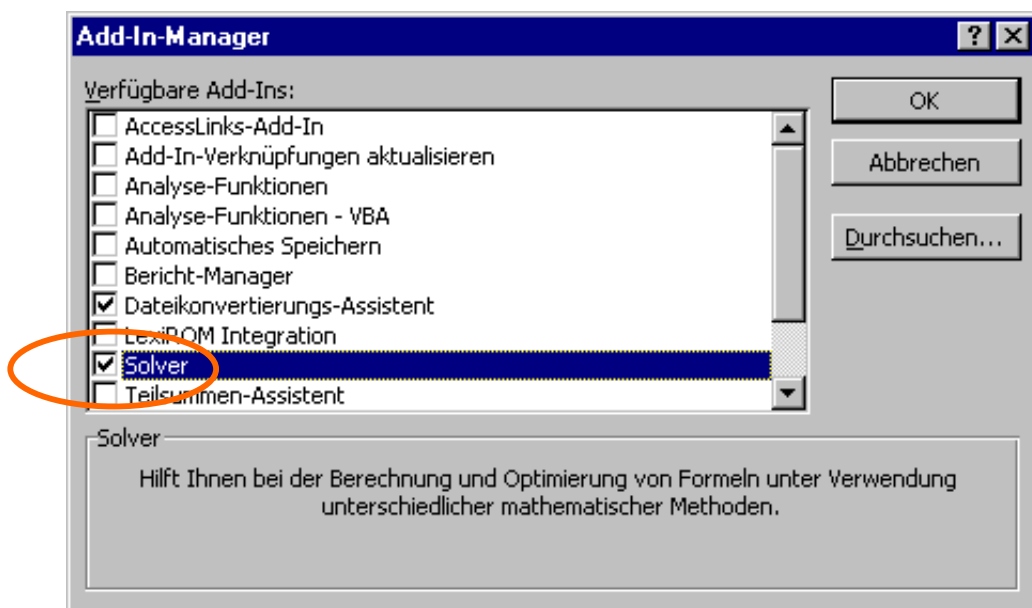 Add-In-Manager
Verfügbare Add-Ins:
AccessLinks-Add-In
Add-In-Verknüpfungen aktualisieren
Analyse-Funktionen
Analyse-Funktionen - VBA
Automatisches Speichern
Bericht-Manager
Dateikonvertierungs-Assistent
LexiROM Integration
Solver
Teilsummen-Assistent
OK
Abbrechen
Durchsuchen...
Solver
Hilft Ihnen bei der Berechnung und Optimierung von Formeln unter Verwendung
unterschiedlicher mathematischer Methoden.